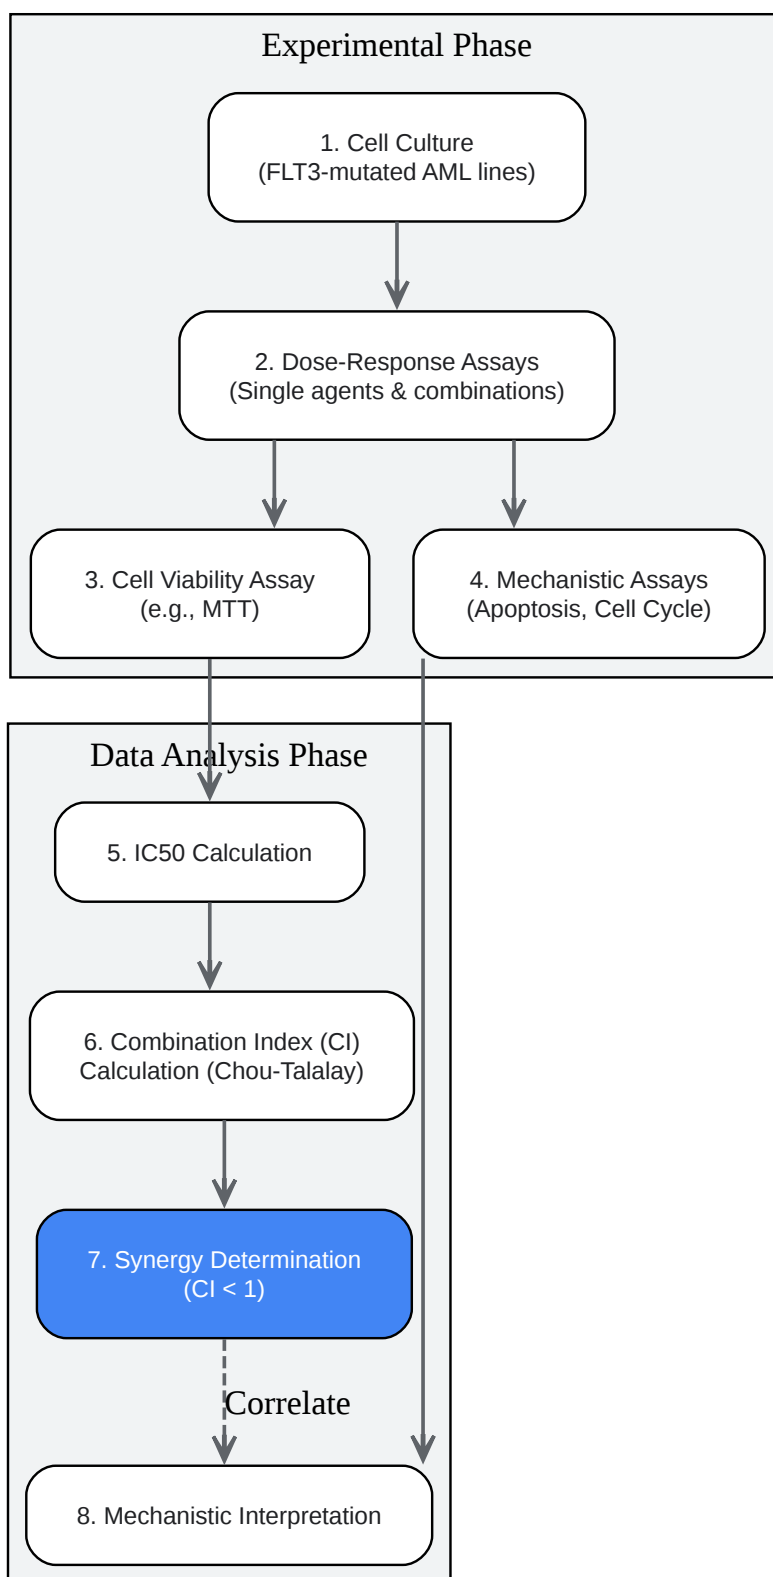 Experimental Phase
1. Cell Culture
(FLT3-mutated AML lines)
2. Dose-Response Assays
(Single agents & combinations)
3. Cell Viability Assay
(e.g., MTT)
4. Mechanistic Assays
(Apoptosis, Cell Cycle)
Data Analysis Phase
5. IC50 Calculation
6. Combination Index (CI)
Calculation (Chou-Talalay)
7. Synergy Determination
(CI < 1)
Correlate
8. Mechanistic Interpretation